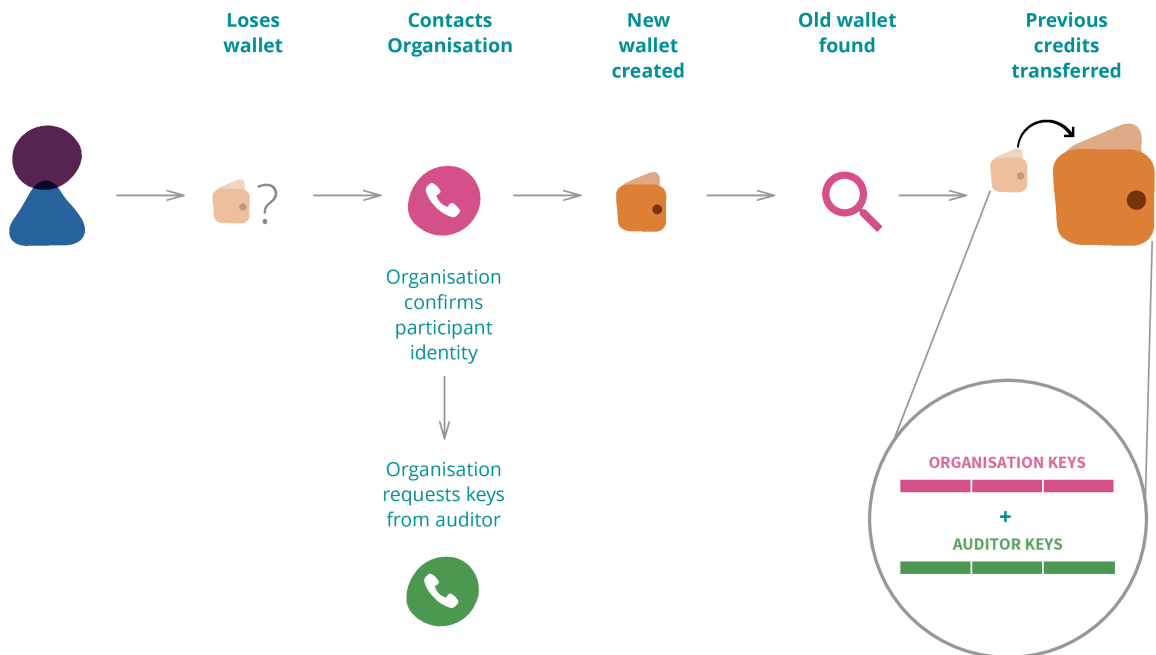 Loses
wallet
Contacts
Organisation
New
wallet
created
Old wallet
found
Previous
credits
transferred
?
Organisation
confirms
participant
identity
Organisation
requests keys
from auditor
ORGANISATION KEYS
+
AUDITOR KEYS